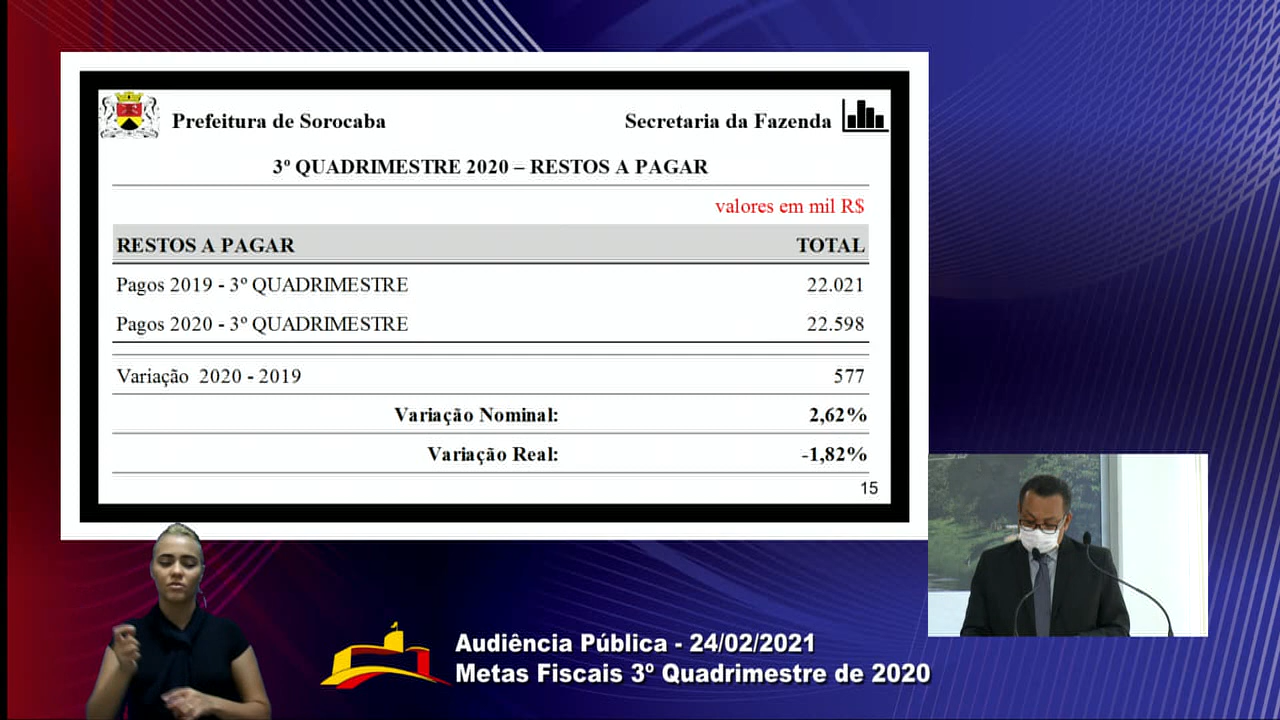 Prefeitura de Sorocaba
Secretaria da Fazenda
3º QUADRIMESTRE 2020 – RESTOS A PAGAR
valores em mil R$
RESTOS A PAGAR TOTAL
Pagos 2019 - 3º QUADRIMESTRE 22.021
Pagos 2020 - 3º QUADRIMESTRE 22.598
Variação 2020 - 2019 577
Variação Nominal: 2,62%
Variação Real: -1,82%
15
Audiência Pública - 24/02/2021
Metas Fiscais 3º Quadrimestre de 2020